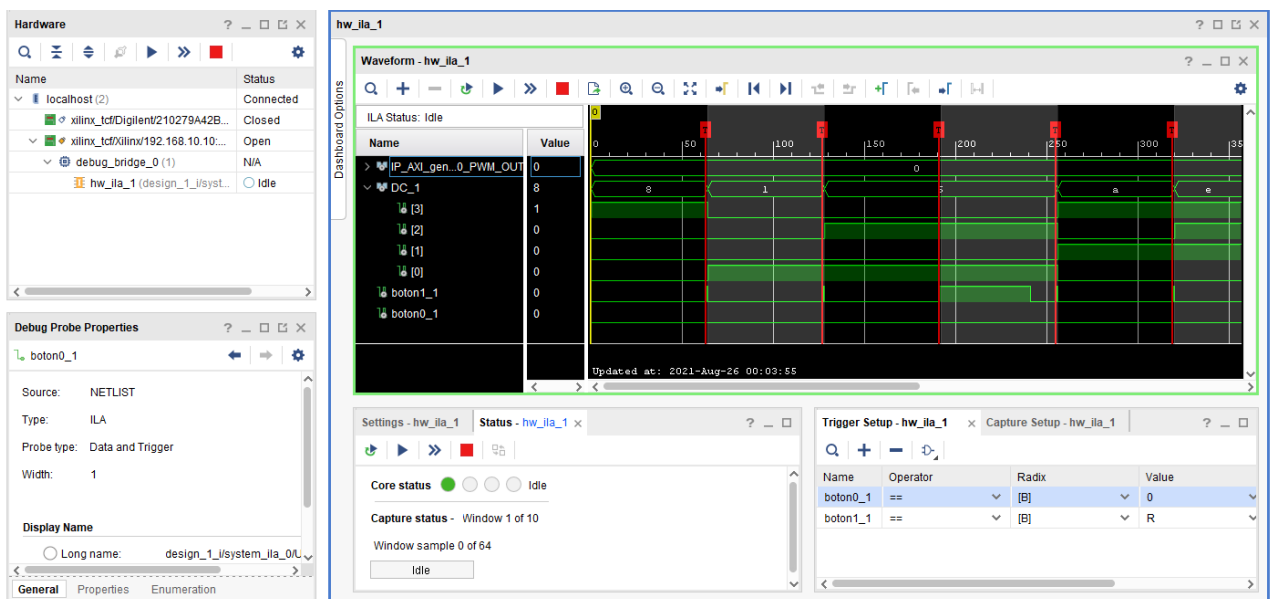 Hardware
Name Status
localhost (2) Connected
xilinx_tcf/Digilent/210279A42B... Closed
xilinx_tcf/Xilinx/192.168.10.10:... Open
debug_bridge_0 (1) N/A
hw_ila_1 (design_1_i/syst... Idle
Debug Probe Properties
boton0_1
Source: NETLIST
Type: ILA
Probe type: Data and Trigger
Width: 1
Display Name
Long name: design_1_i/system_ila_0/U
General Properties Enumeration
hw_ila_1
Dashboard Options
Waveform - hw_ila_1
ILA Status: Idle
Name Value
IP_AXI_gen...0_PWM_OUT 0
DC_1 8
[3] 1
[2] 0
[1] 0
[0] 0
boton1_1 0
boton0_1 0
0
T T T T T
0 50 100 150 200 250 300 35
0
8 1 5 a e
Updated at: 2021-Aug-26 00:03:55
Settings - hw_ila_1 Status - hw_ila_1
Core status Idle
Capture status - Window 1 of 10
Window sample 0 of 64
Idle
Trigger Setup - hw_ila_1 Capture Setup - hw_ila_1
Name Operator Radix Value
boton0_1 == [B] 0
boton1_1 == [B] R